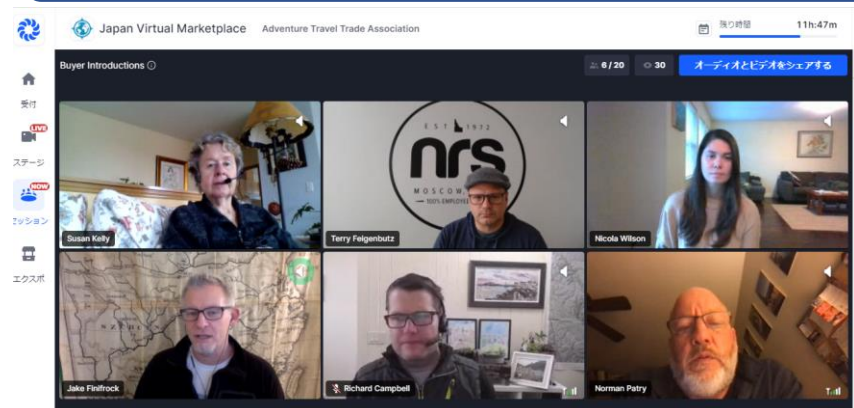 Japan Virtual Marketplace
Adventure Travel Trade Association
残り時間
11h:47m
Buyer Introductions
6 / 20
30
オーディオとビデオをシェアする
受付
LIVE
ステージ
NOW
セッション
エクスポ
EST 1972
nrs
MOSCOW,
100% EMPLOYEE
Susan Kelly
Terry Feigenbutz
Nicola Wilson
Jake Finifrock
Richard Campbell
Norman Patry